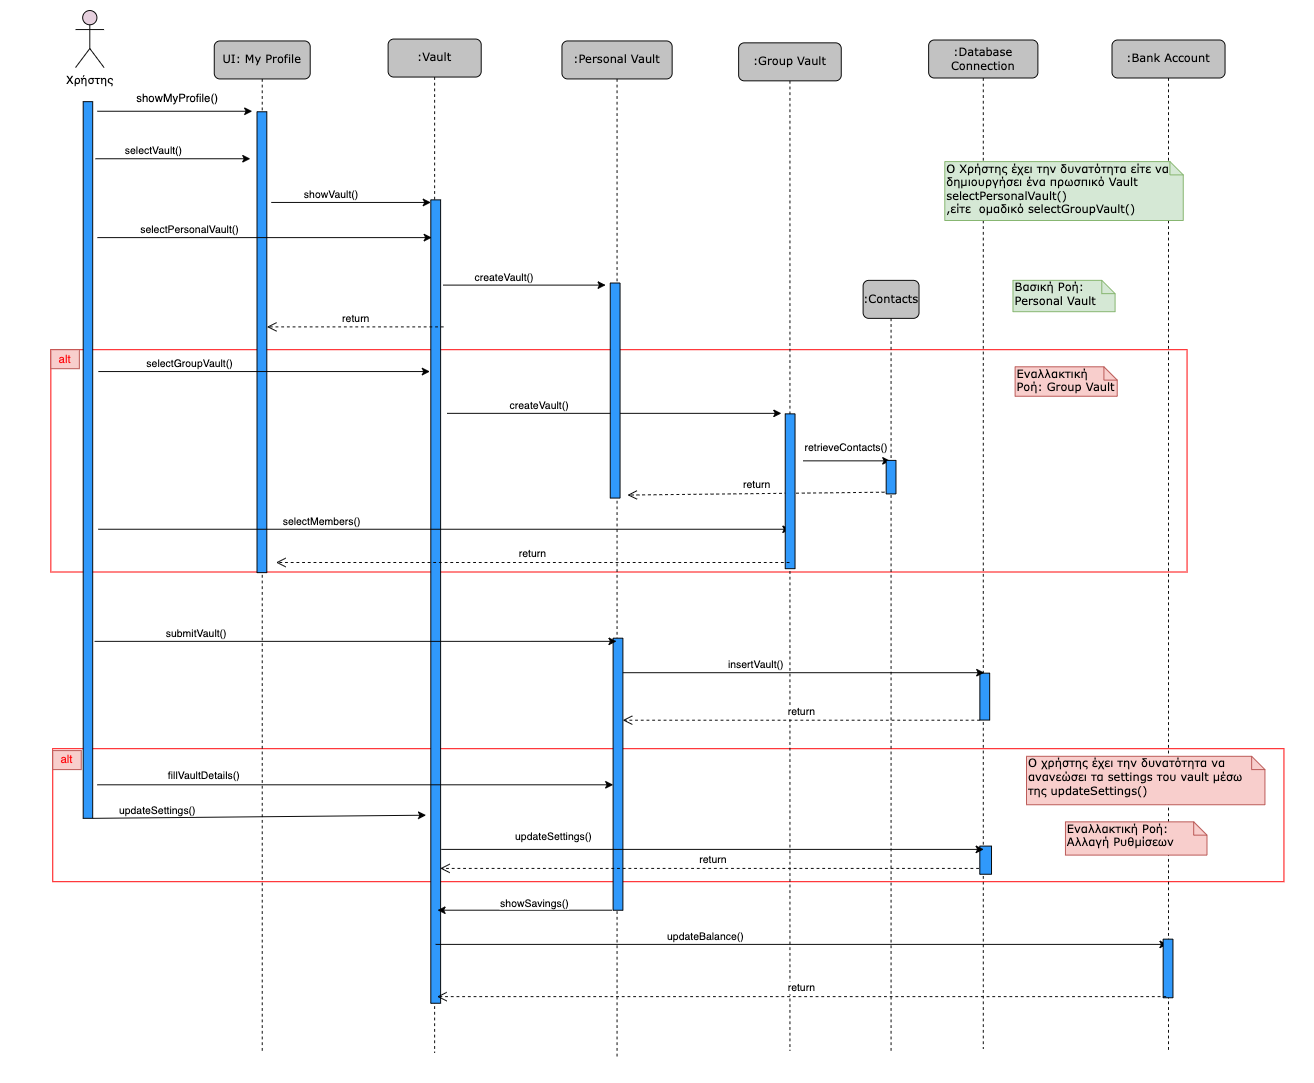 Χρήστης
UI: My Profile
:Vault
:Personal Vault
:Group Vault
:Database
Connection
:Bank Account
showMyProfile()
selectVault()
Ο Χρήστης έχει την δυνατότητα είτε να
δημιουργήσει ένα πρωσπικό Vault
selectPersonalVault()
,είτε  ομαδικό selectGroupVault()
showVault()
selectPersonalVault()
createVault()
:Contacts
Βασική Ροή:
Personal Vault
return
alt
selectGroupVault()
Εναλλακτική
Ροή: Group Vault
createVault()
retrieveContacts()
return
selectMembers()
return
submitVault()
insertVault()
return
alt
Ο χρήστης έχει την δυνατότητα να
ανανεώσει τα settings του vault μέσω
της updateSettings()
fillVaultDetails()
updateSettings()
Εναλλακτική Ροή:
Αλλαγή Ρυθμίσεων
updateSettings()
return
showSavings()
updateBalance()
return